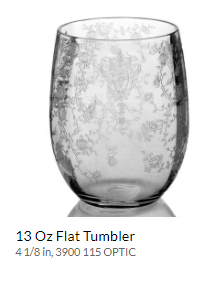 13 Oz Flat Tumbler
4 1/8 in, 3900 115 OPTIC